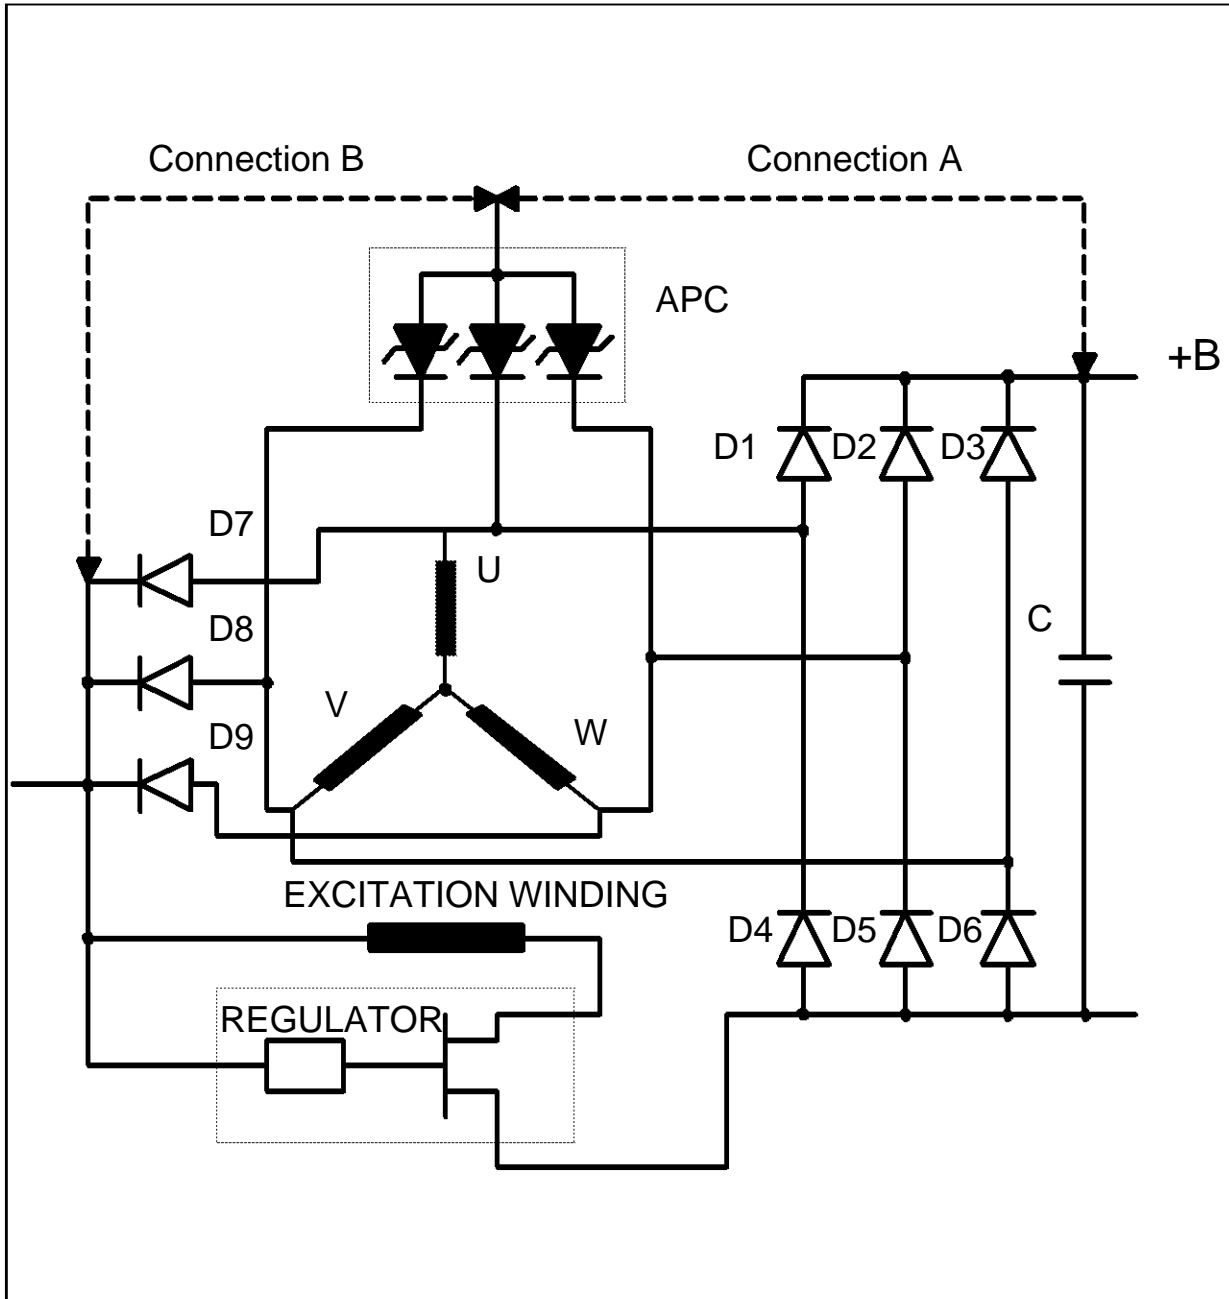 Connection B
Connection A
APC
+B
D1
D2
D3
D7
U
D8
C
V
W
D9
EXCITATION WINDING
D4
D5
D6
REGULATOR